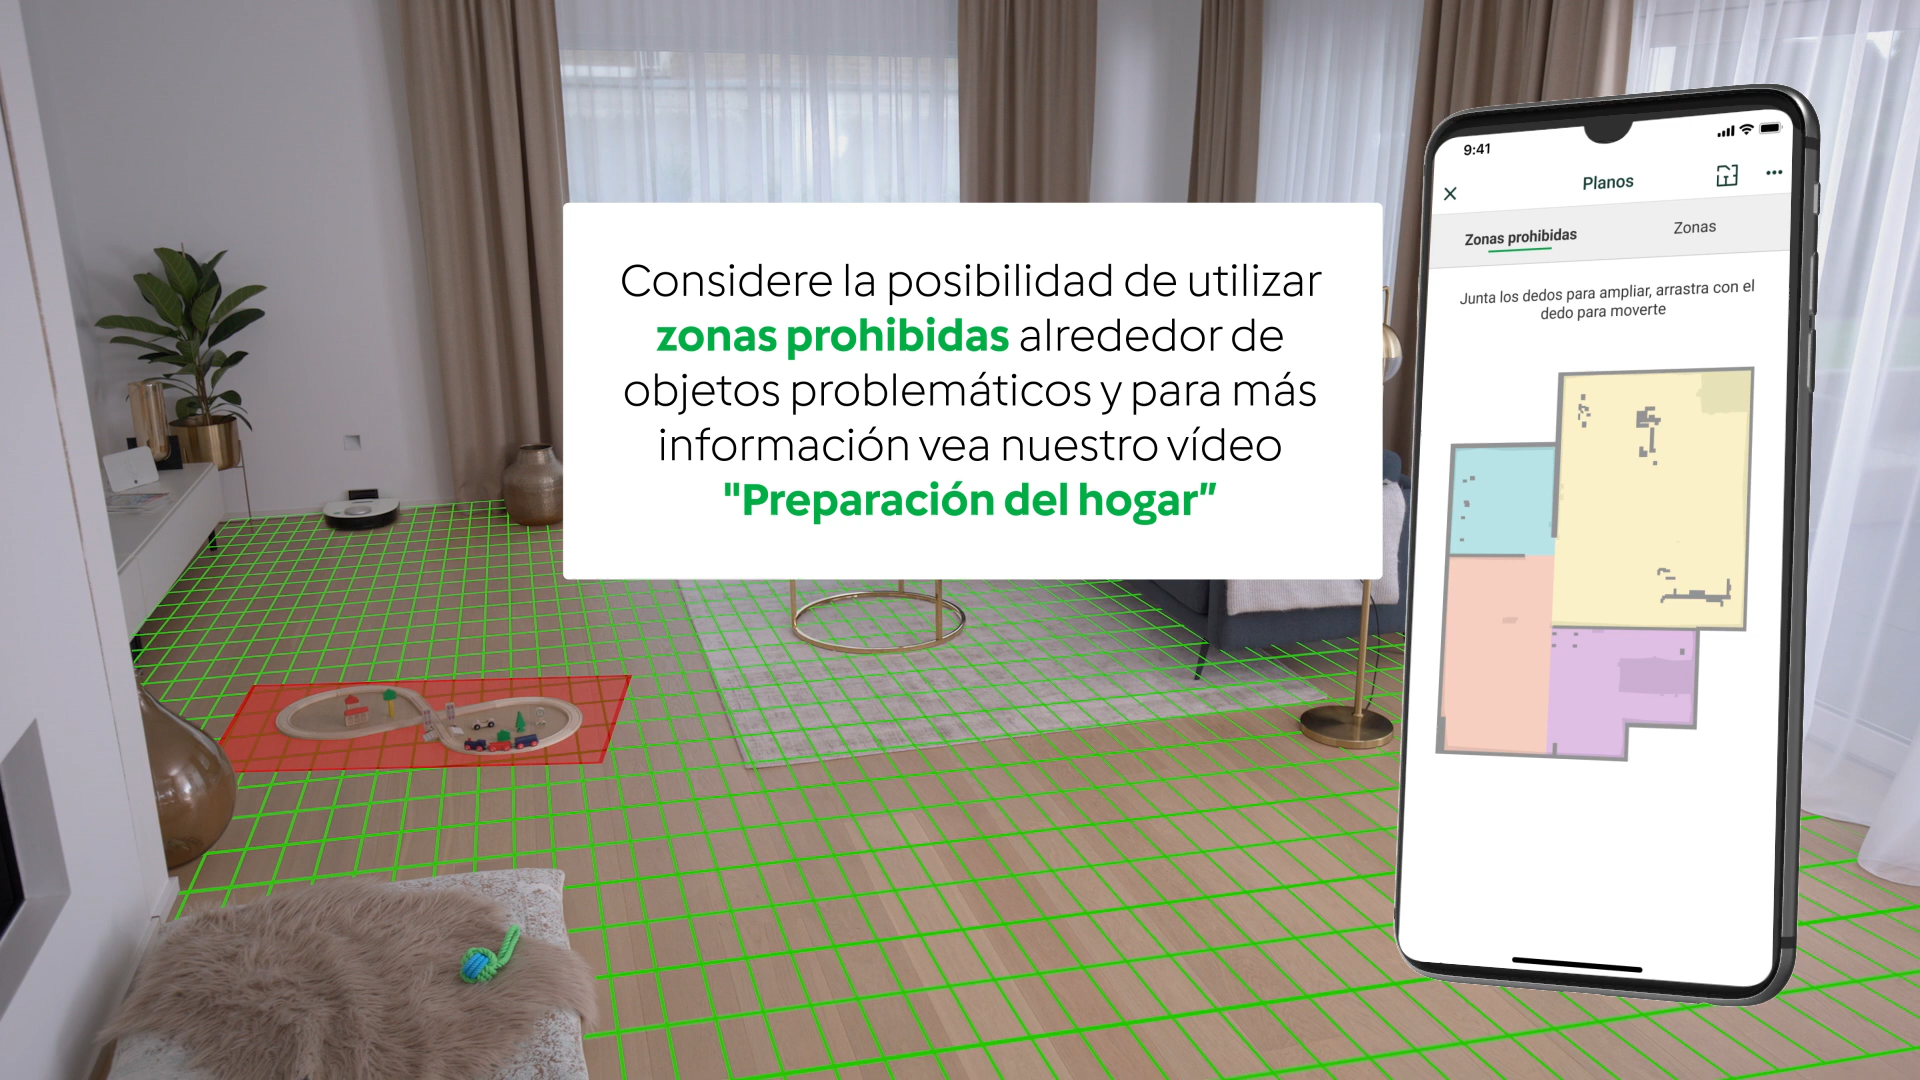 Considere la posibilidad de utilizar
zonas prohibidas alrededor de
objetos problemáticos y para más
información vea nuestro vídeo
"Preparación del hogar"
9:41
Planos
Zonas prohibidas
Zonas
Junta los dedos para ampliar, arrastra con el
dedo para moverte